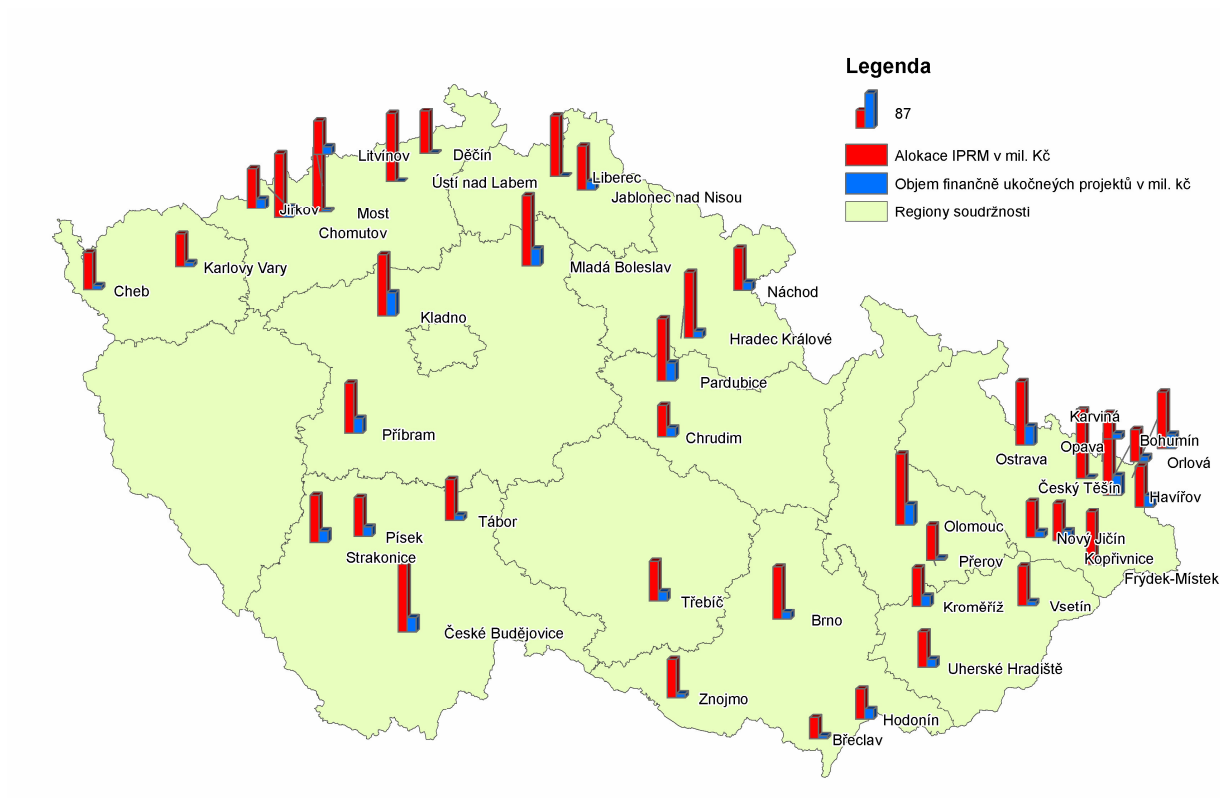 Legenda
87
Alokace IPRM v mil. Kč
Objem finančně ukočneých projektů v mil. kč
Regiony soudržnosti
Litvínov
Děčín
Ústí nad Labem
Liberec
Jablonec nad Nisou
Jiřkov
Most
Chomutov
Karlovy Vary
Cheb
Mladá Boleslav
Náchod
Kladno
Hradec Králové
Pardubice
Příbram
Chrudim
Karviná
Opava
Bohumín
Ostrava
Orlová
Český Těšín
Havířov
Tábor
Písek
Strakonice
Olomouc
Nový Jičín
Přerov
Kopřivnice
Frýdek-Místek
Třebíč
Kroměříž
Vsetín
Brno
České Budějovice
Uherské Hradiště
Znojmo
Hodonín
Břeclav